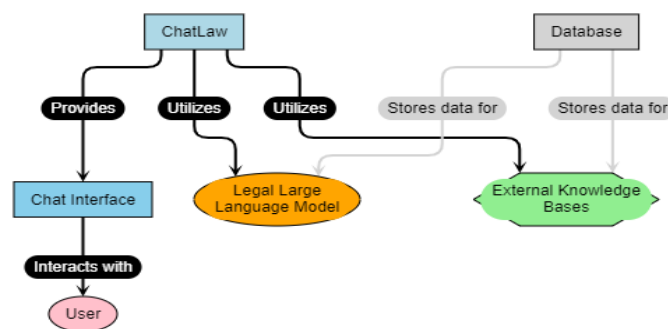 ChatLaw
Database
Provides
Utilizes
Utilizes
Stores data for
Stores data for
Chat Interface
Legal Large
Language Model
External Knowledge
Bases
Interacts with
User